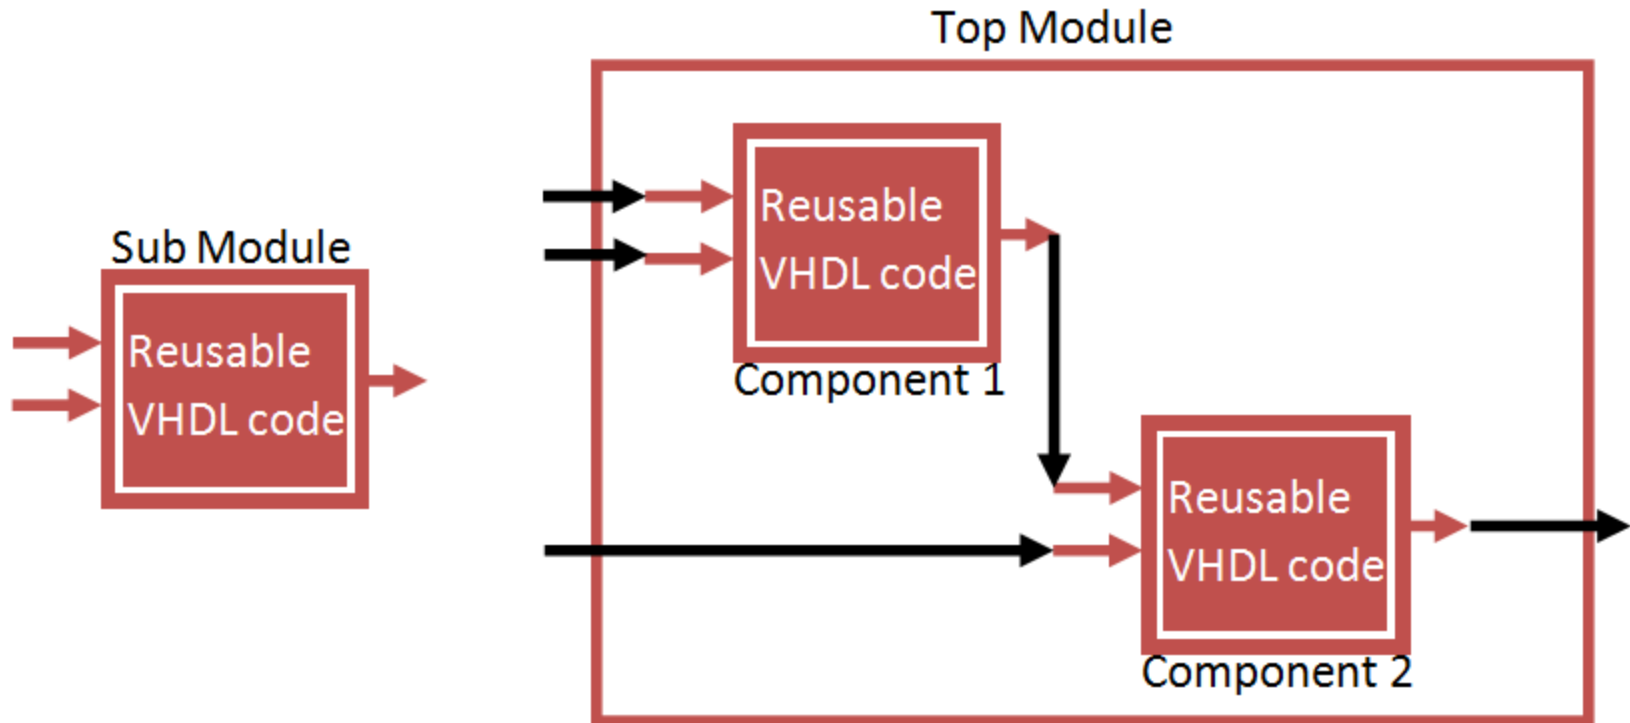 Top Module
Sub Module
Reusable
VHDL code
Reusable
VHDL code
Component 1
Reusable
VHDL code
Component 2